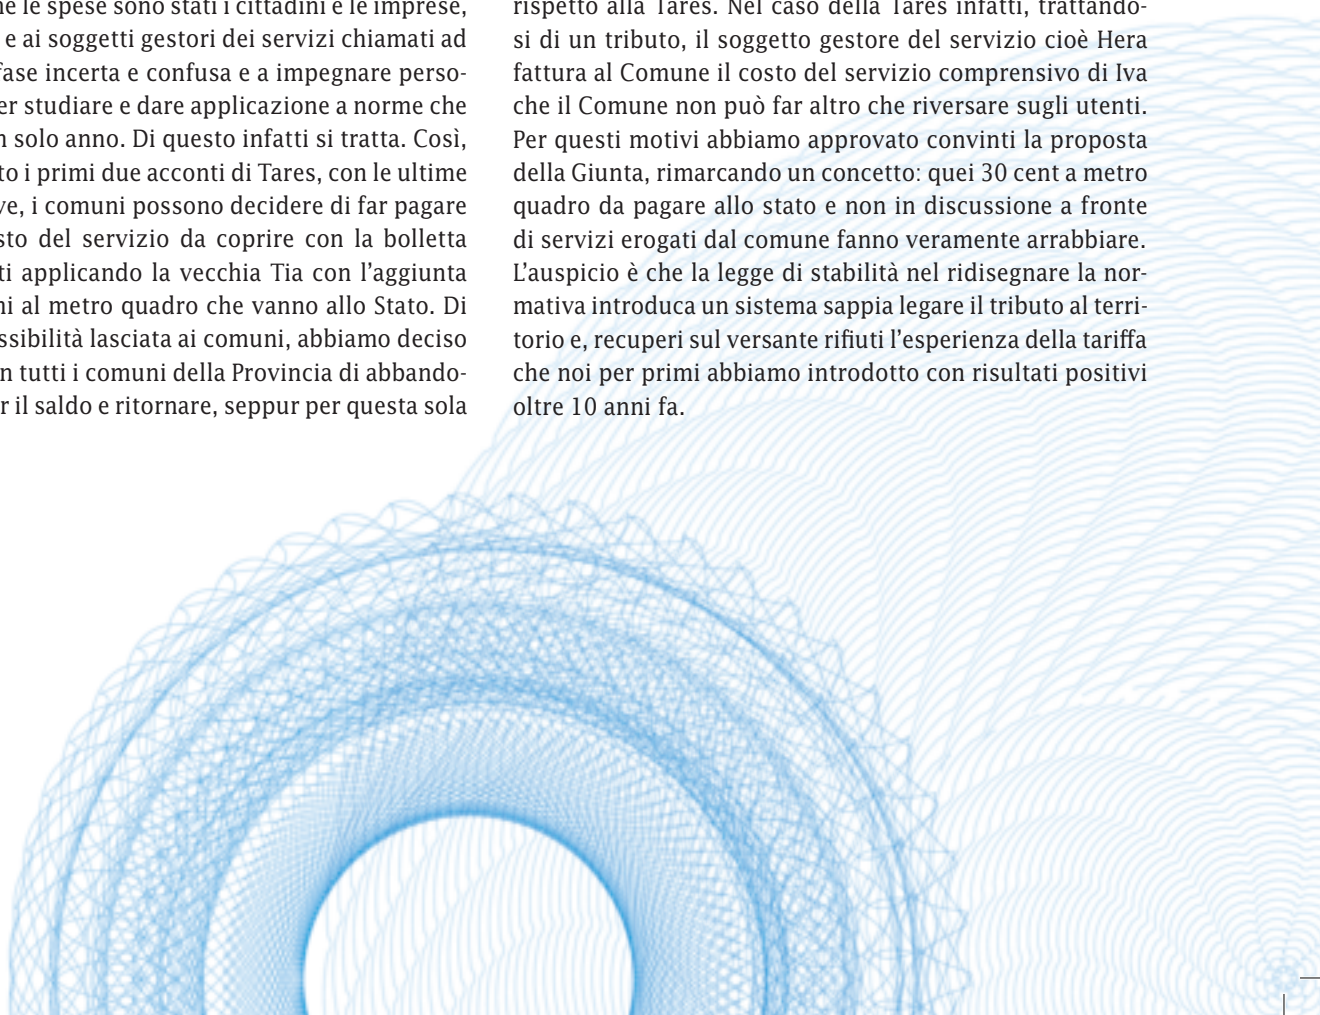 le spese sono stati i cittadini e le imprese,
e ai soggetti gestori dei servizi chiamati ad
fase incerta e confusa e a impegnare perso-
er studiare e dare applicazione a norme che
n solo anno. Di questo infatti si tratta. Così,
to i primi due acconti di Tares, con le ultime
ve, i comuni possono decidere di far pagare
sto del servizio da coprire con la bolletta
ti applicando la vecchia Tia con l’aggiunta
ni al metro quadro che vanno allo Stato. Di
ssibilità lasciata ai comuni, abbiamo deciso
n tutti i comuni della Provincia di abbando-
r il saldo e ritornare, seppur per questa sola
rispetto alla Tares. Nel caso della Tares infatti, trattando-
si di un tributo, il soggetto gestore del servizio cioè Hera
fattura al Comune il costo del servizio comprensivo di Iva
che il Comune non può far altro che riversare sugli utenti.
Per questi motivi abbiamo approvato convinti la proposta
della Giunta, rimarcando un concetto: quei 30 cent a metro
quadro da pagare allo stato e non in discussione a fronte
di servizi erogati dal comune fanno veramente arrabbiare.
L’auspicio è che la legge di stabilità nel ridisegnare la nor-
mativa introduca un sistema sappia legare il tributo al terri-
torio e, recuperi sul versante rifiuti l’esperienza della tariffa
che noi per primi abbiamo introdotto con risultati positivi
oltre 10 anni fa.